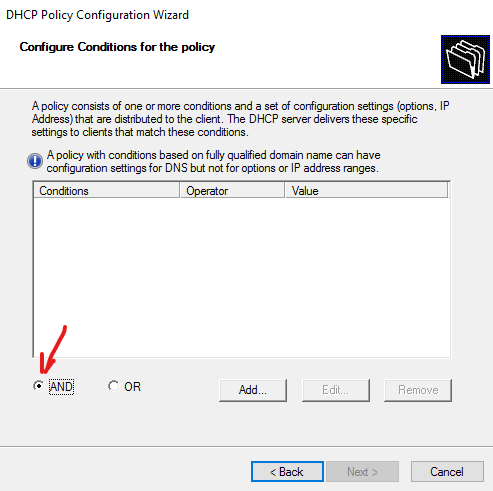 DHCP Policy Configuration Wizard
Configure Conditions for the policy
A policy consists of one or more conditions and a set of configuration settings (options, IP
Address) that are distributed to the client. The DHCP server delivers these specific
settings to clients that match these conditions.
A policy with conditions based on fully qualified domain name can have
configuration settings for DNS but not for options or IP address ranges.
Conditions Operator Value
AND OR Add... Edit... Remove
< Back Next > Cancel